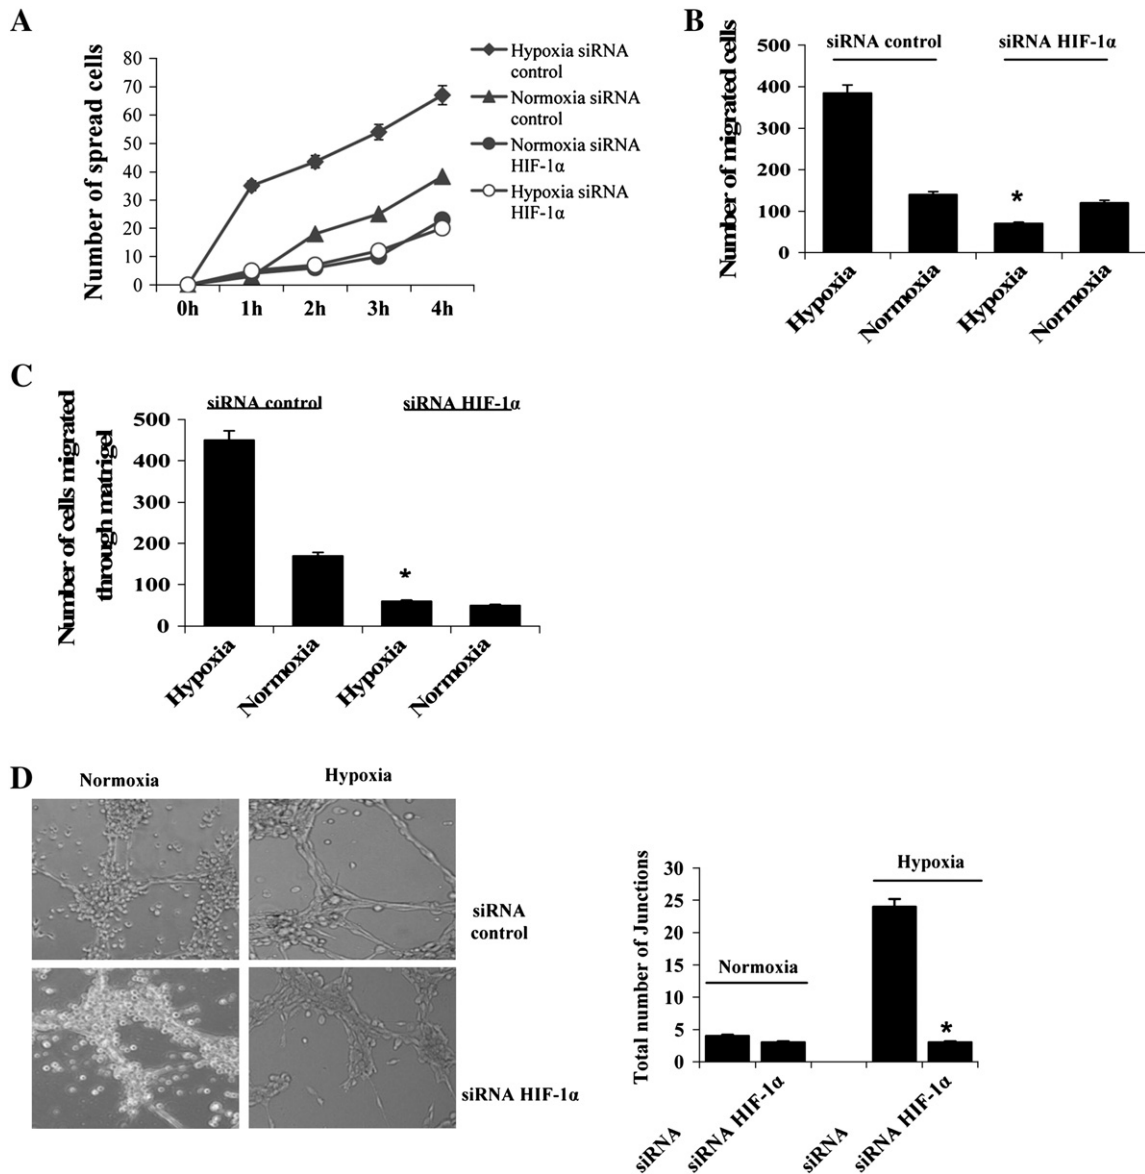 A
Number of spread cells
80
70
60
50
40
30
20
10
0
0h 1h 2h 3h 4h
Hypoxia siRNA
control
Normoxia siRNA
control
Normoxia siRNA
HIF-1α
Hypoxia siRNA
HIF-1α
B
Number of migrated cells
500
400
300
200
100
0
siRNA control siRNA HIF-1α
*
Hypoxia Normoxia Hypoxia Normoxia
C
Number of cells migrated
through matrigel
500
400
300
200
100
0
siRNA control siRNA HIF-1α
*
Hypoxia Normoxia Hypoxia Normoxia
D
Normoxia Hypoxia
siRNA
control
siRNA HIF-1α
Total number of Junctions
30
25
20
15
10
5
0
Normoxia
Hypoxia
*
siRNA siRNA HIF-1α siRNA siRNA HIF-1α